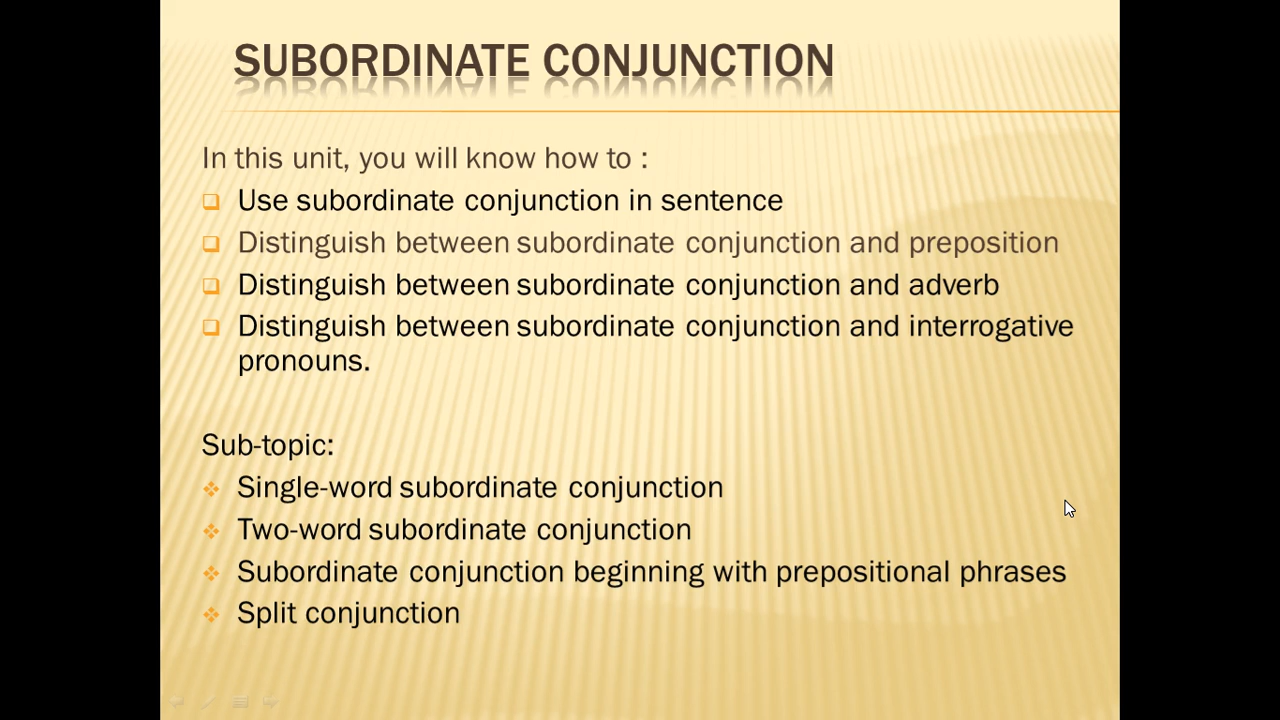 SUBORDINATE CONJUNCTION
In this unit, you will know how to :
Use subordinate conjunction in sentence
Distinguish between subordinate conjunction and preposition
Distinguish between subordinate conjunction and adverb
Distinguish between subordinate conjunction and interrogative
pronouns.
Sub-topic:
Single-word subordinate conjunction
Two-word subordinate conjunction
Subordinate conjunction beginning with prepositional phrases
Split conjunction